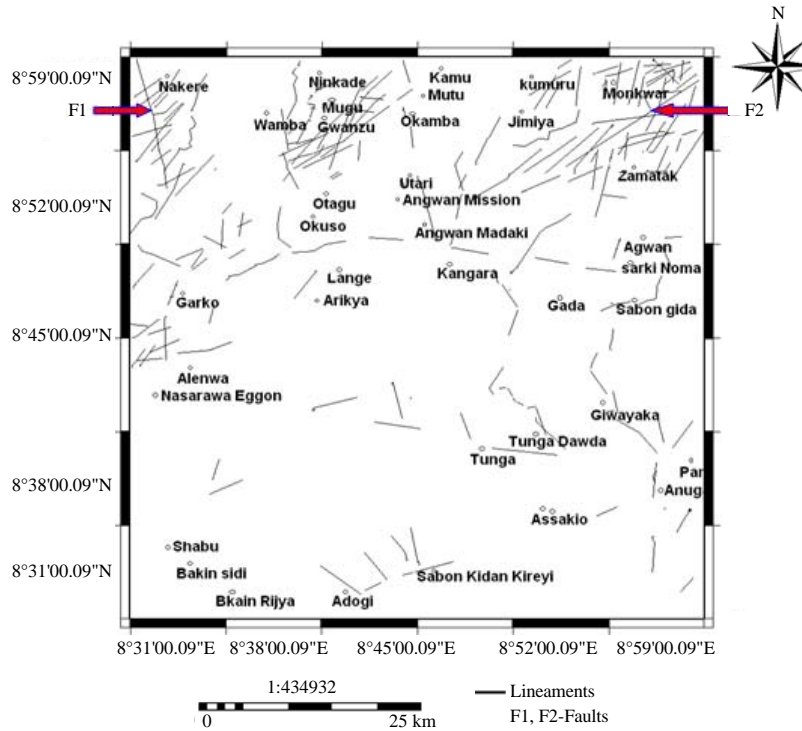 N
8°59'00.09"N
Nakere
Ninkade
Kamu
kumuru
Monkwar
Mutu
F1
Mugu
F2
Wamba
Gwanzu
Okamba
Jimiya
Zamatak
Utari
8°52'00.09"N
Otagu
Angwan Mission
Okuso
Angwan Madaki
Agwan
sarki Noma
Lange
Kangara
Garko
Arikya
Gada
Sabon gida
8°45'00.09"N
Alenwa
Nasarawa Eggon
Giwayaka
Tunga Dawda
Tunga
Pan
8°38'00.09"N
Anug
Assakio
Shabu
8°31'00.09"N
Bakin sidi
Sabon Kidan Kireyi
Bkain Rijya
Adogi
8°31'00.09"E 8°38'00.09"E 8°45'00.09"E 8°52'00.09"E 8°59'00.09"E
1:434932
0 25 km
Lineaments
F1, F2-Faults